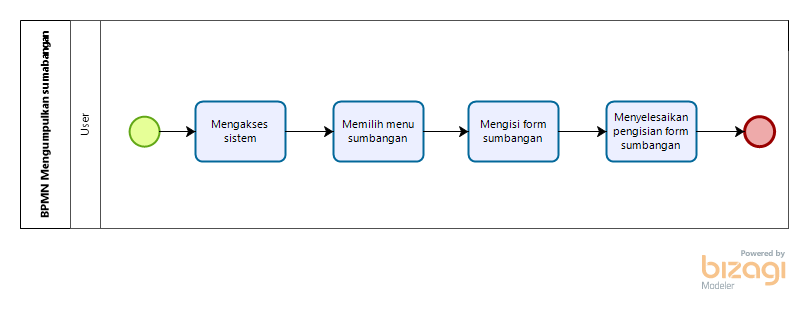 BPMN Mengumpulkan sumabangan
User
Mengakses
sistem
Memilih menu
sumbangan
Mengisi form
sumbangan
Menyelesaikan
pengisian form
sumbangan
Powered by
bizagi
Modeler